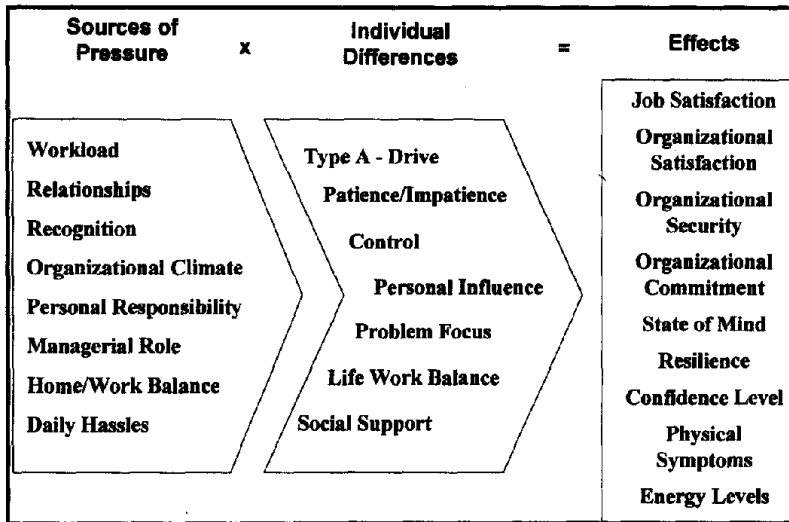 Sources of
Pressure
x
Individual
Differences
=
Effects
Workload
Relationships
Recognition
Organizational Climate
Personal Responsibility
Managerial Role
Home/Work Balance
Daily Hassles
Type A - Drive
Patience/Impatience
Control
Personal Influence
Problem Focus
Life Work Balance
Social Support
Job Satisfaction
Organizational
Satisfaction
Organizational
Security
Organizational
Commitment
State of Mind
Resilience
Confidence Level
Physical
Symptoms
Energy Levels